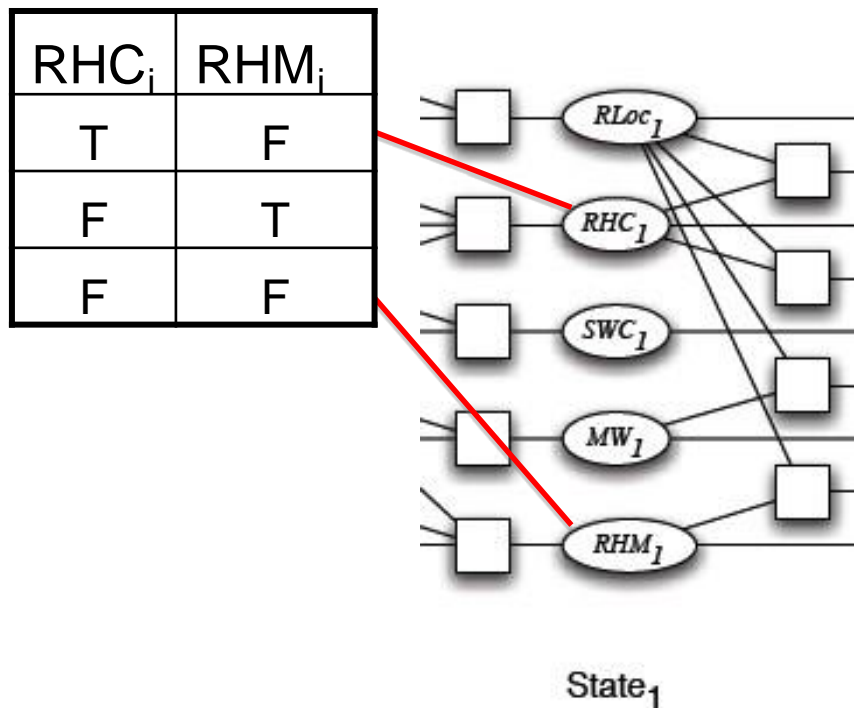 RHCi RHMi
T F
F T
F F
RLoc1
RHC1
SWC1
MW1
RHM1
State1